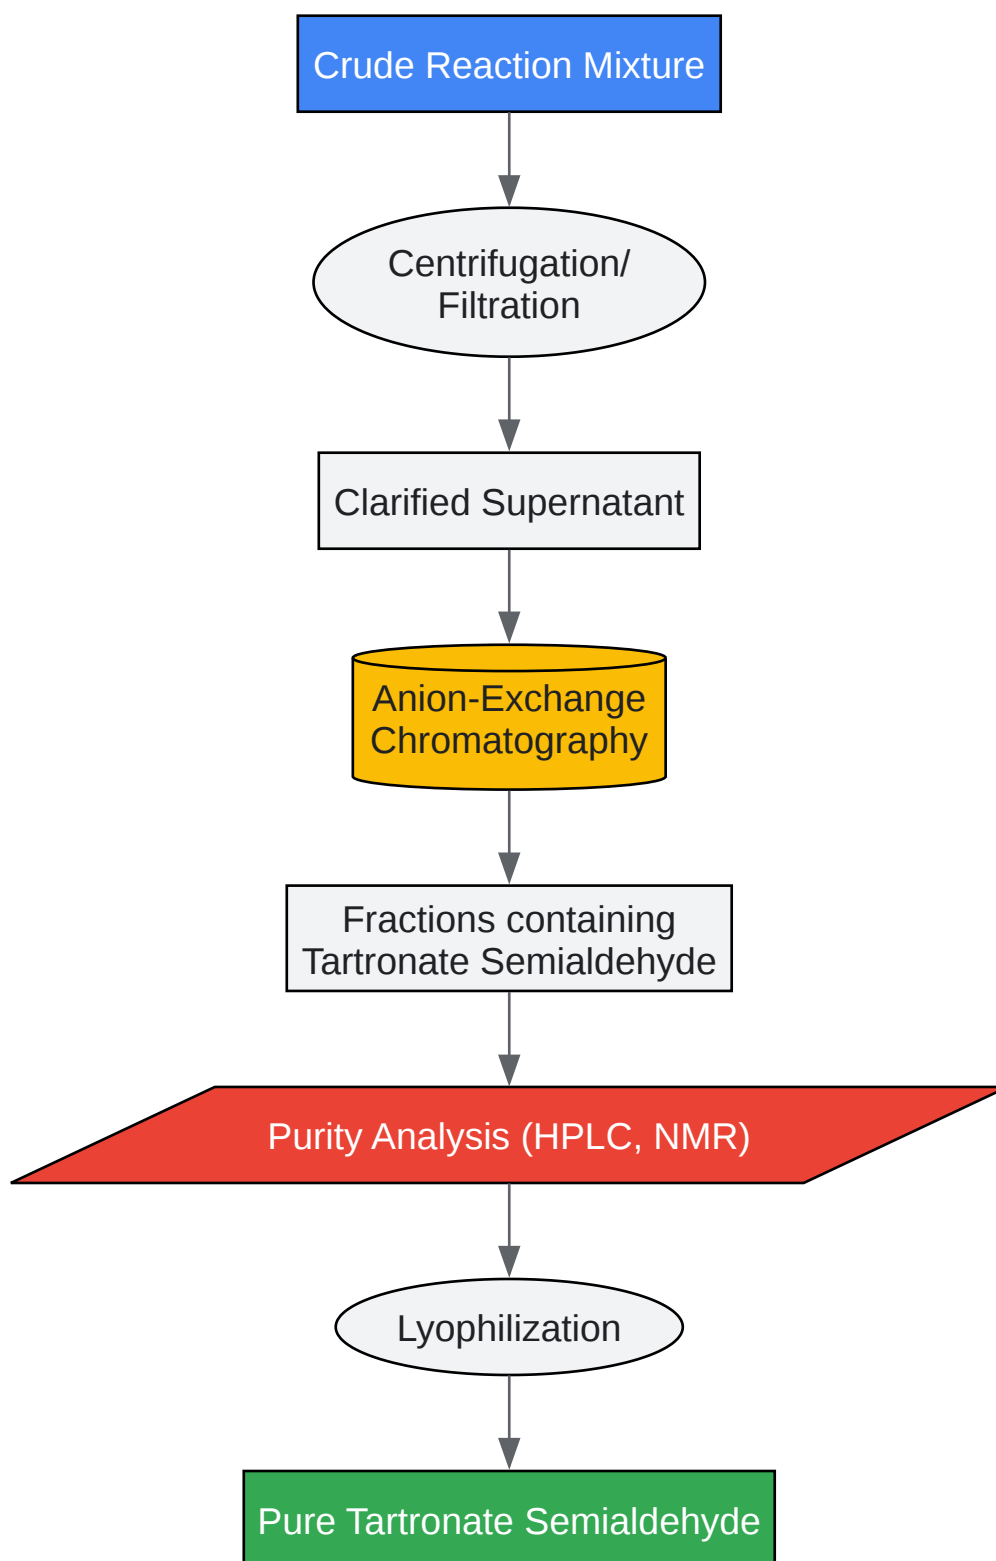 Crude Reaction Mixture
Centrifugation/
Filtration
Clarified Supernatant
Anion-Exchange
Chromatography
Fractions containing
Tartronate Semialdehyde
Purity Analysis (HPLC, NMR)
Lyophilization
Pure Tartronate Semialdehyde